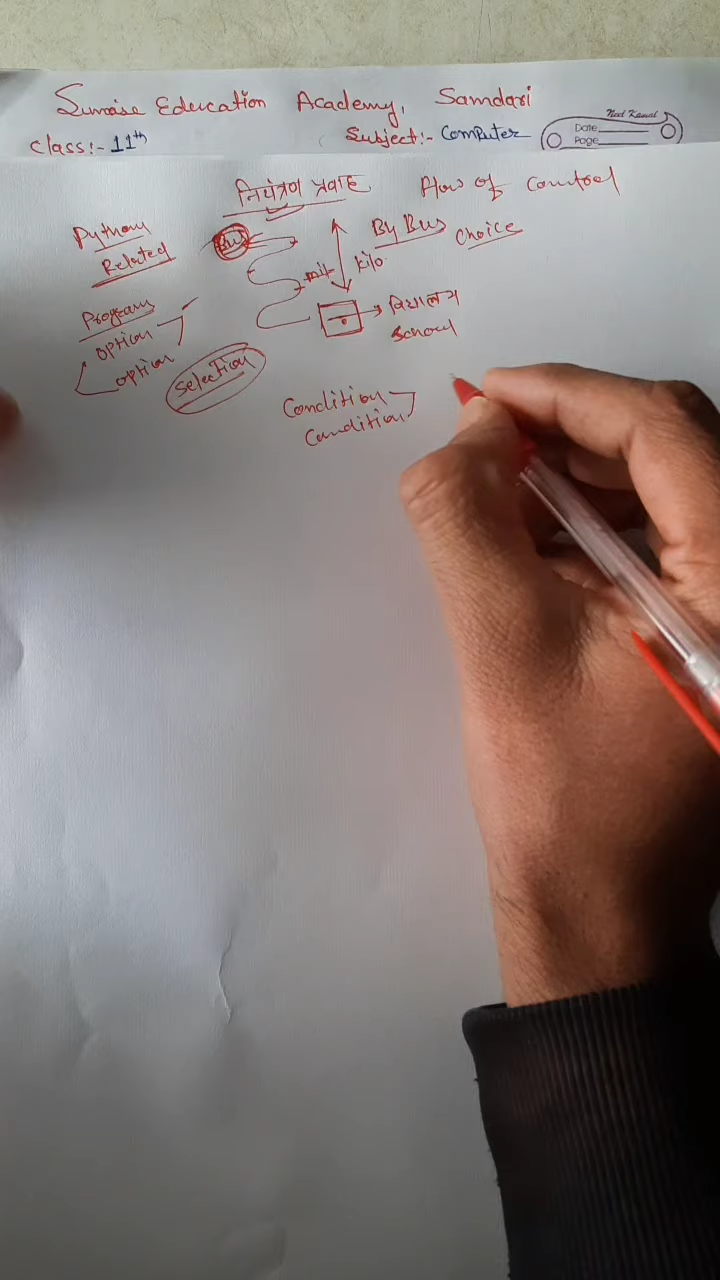 Sunrise Education Academy, Samdari
Class:- 11th
Subject:- Computer
Neel Kamal
Date
Page
नियंत्रण प्रवाह
Flow of Control
Python
Related
Bus
By Bus
Choice
kilo.
Program
option
option
Selection
विद्यालय
School
Condition
Condition